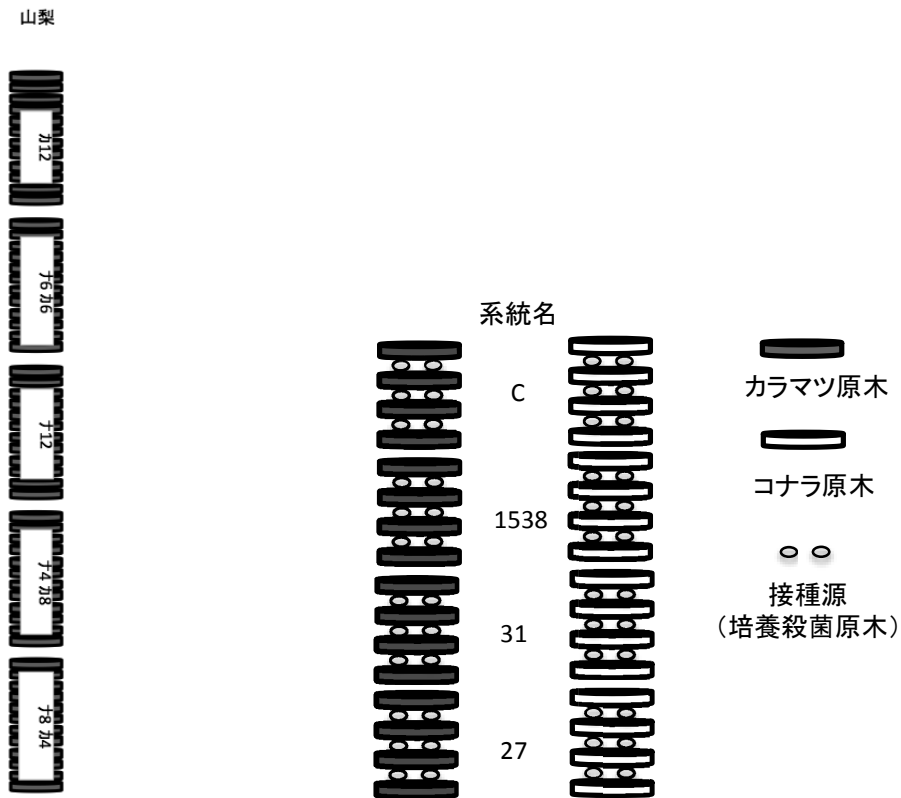 山梨
カ12
ナ6 カ6
ナ12
ナ4 カ8
ナ8 カ4
系統名
C
1538
31
27
カラマツ原木
コナラ原木
接種源
（培養殺菌原木）